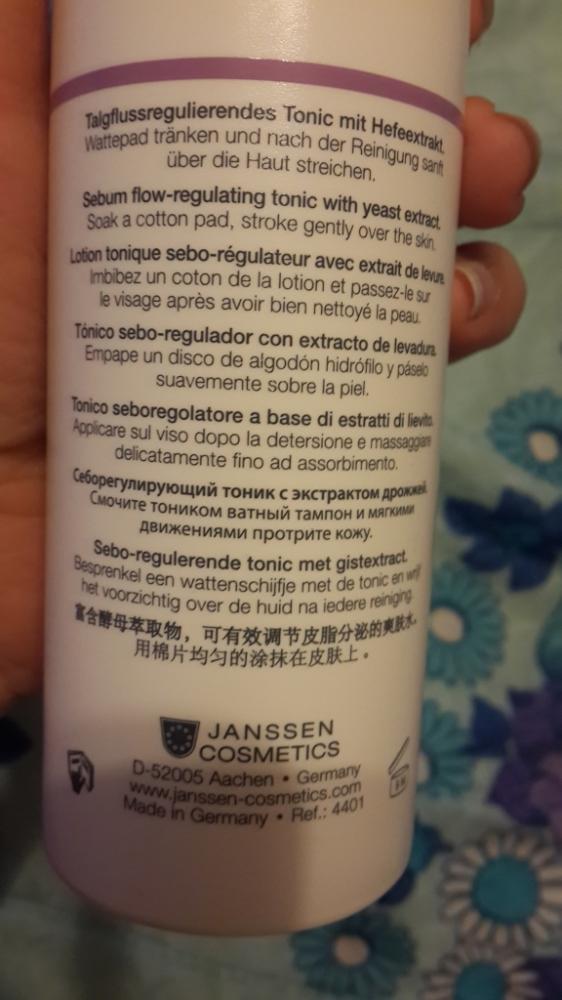 Talgflussregulierendes Tonic mit Hefeextrakt.
Wattepad tränken und nach der Reinigung sanft
über die Haut streichen.
Sebum flow-regulating tonic with yeast extract.
Soak a cotton pad, stroke gently over the skin.
Lotion tonique sebo-régulateur avec extrait de levure.
Imbibez un coton de la lotion et passez-le sur
le visage après avoir bien nettoyé la peau.
Tónico sebo-regulador con extracto de levadura.
Empape un disco de algodón hidrófilo y páselo
suavemente sobre la piel.
Tonico seboregolatore a base di estratti di lievito.
Applicare sul viso dopo la detersione e massaggiare
delicatamente fino ad assorbimento.
Себорегулирующий тоник с экстрактом дрожжей.
Смочите тоником ватный тампон и мягкими
движениями протрите кожу.
Sebo-regulerende tonic met gistextract.
Besprenkel een wattenschijfje met de tonic en wrijf
het voorzichtig over de huid na iedere reiniging.
富含酵母萃取物，可有效调节皮脂分泌的爽肤水。
用棉片均匀的涂抹在皮肤上。
JANSSEN
COSMETICS
D-52005 Aachen • Germany
www.janssen-cosmetics.com
Made in Germany • Ref.: 4401